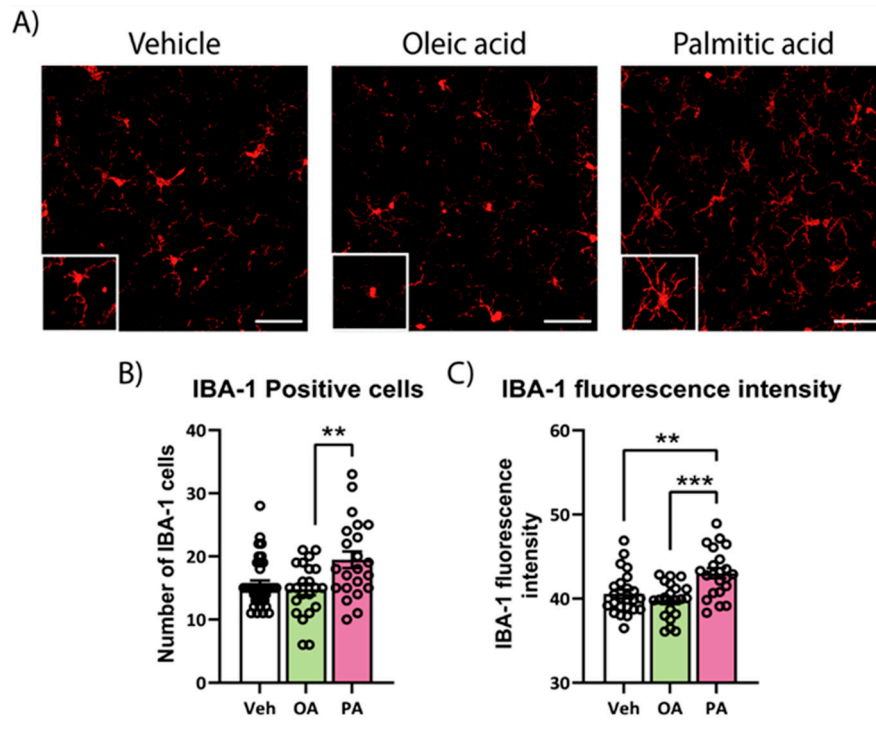 A)
Vehicle
Oleic acid
Palmitic acid
B)
IBA-1 Positive cells
Number of IBA-1 cells
40
30
20
10
0
**
Veh OA PA
C)
IBA-1 fluorescence intensity
IBA-1 fluorescence
intensity
60
50
40
30
**
***
Veh OA PA